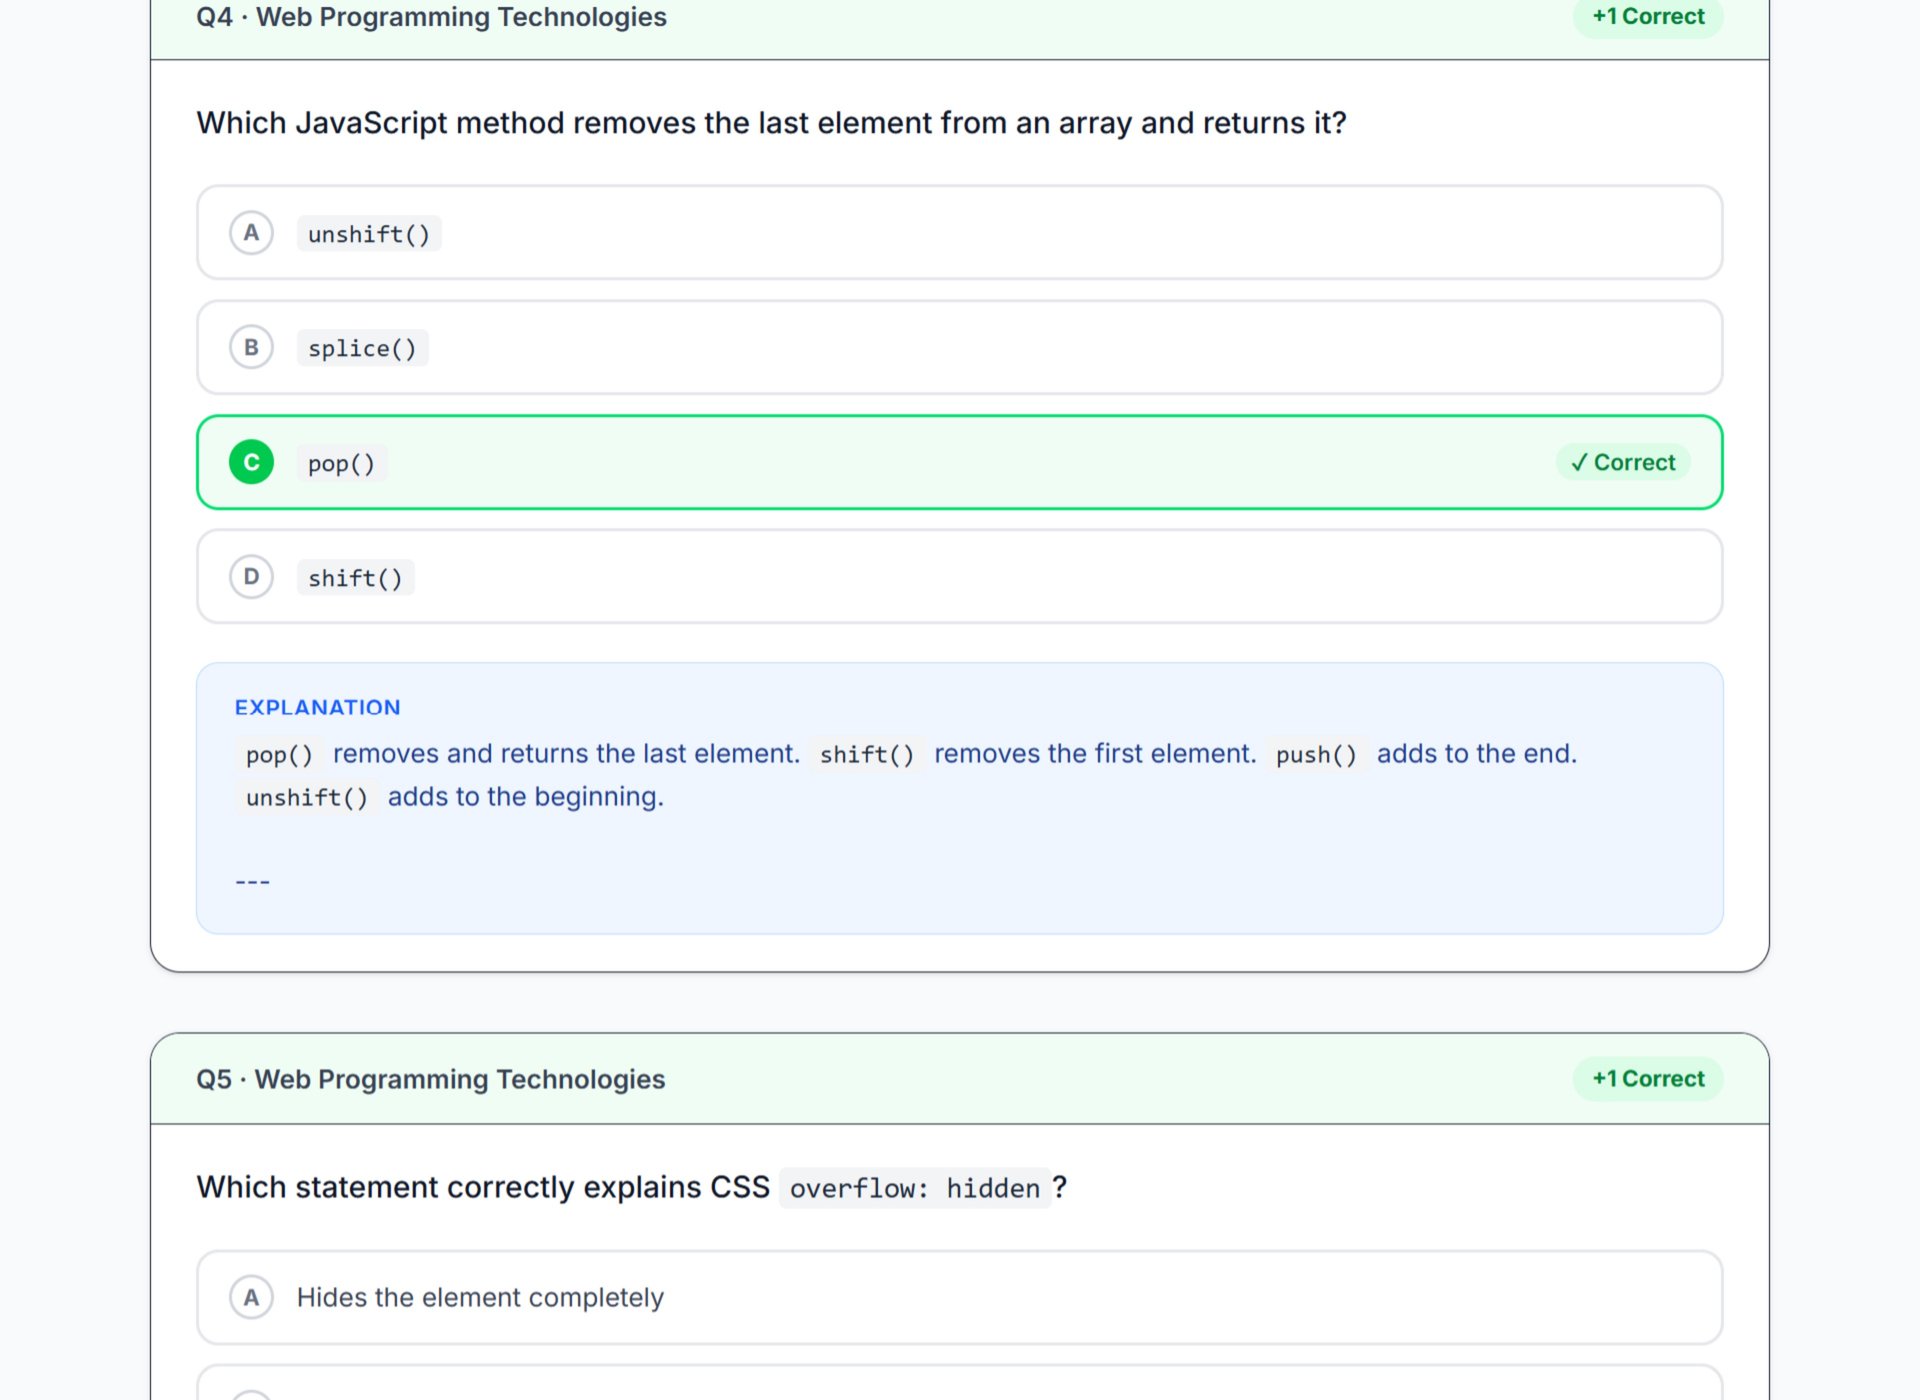 Q4 · Web Programming Technologies +1 Correct
Which JavaScript method removes the last element from an array and returns it?
A unshift()
B splice()
C pop() ✓ Correct
D shift()
EXPLANATION
pop() removes and returns the last element. shift() removes the first element. push() adds to the end.
unshift() adds to the beginning.
---
Q5 · Web Programming Technologies +1 Correct
Which statement correctly explains CSS overflow: hidden ?
A Hides the element completely